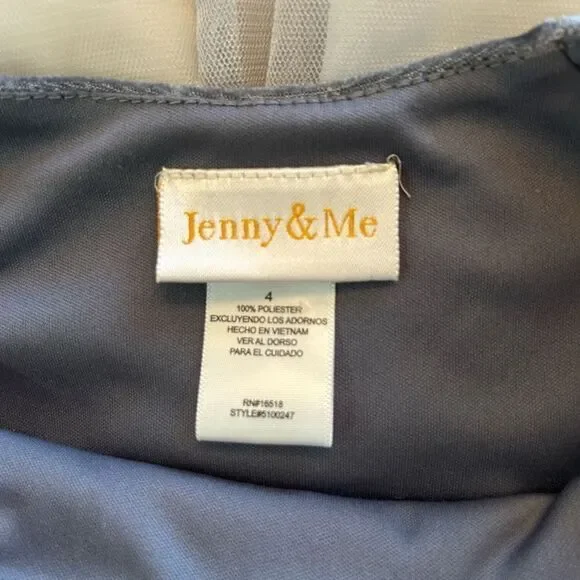 Jenny&Me
4
100% POLIESTER
EXCLUYENDO LOS ADORNOS
HECHO EN VIETNAM
VER AL DORSO
PARA EL CUIDADO
RN#16518
STYLE#5100247